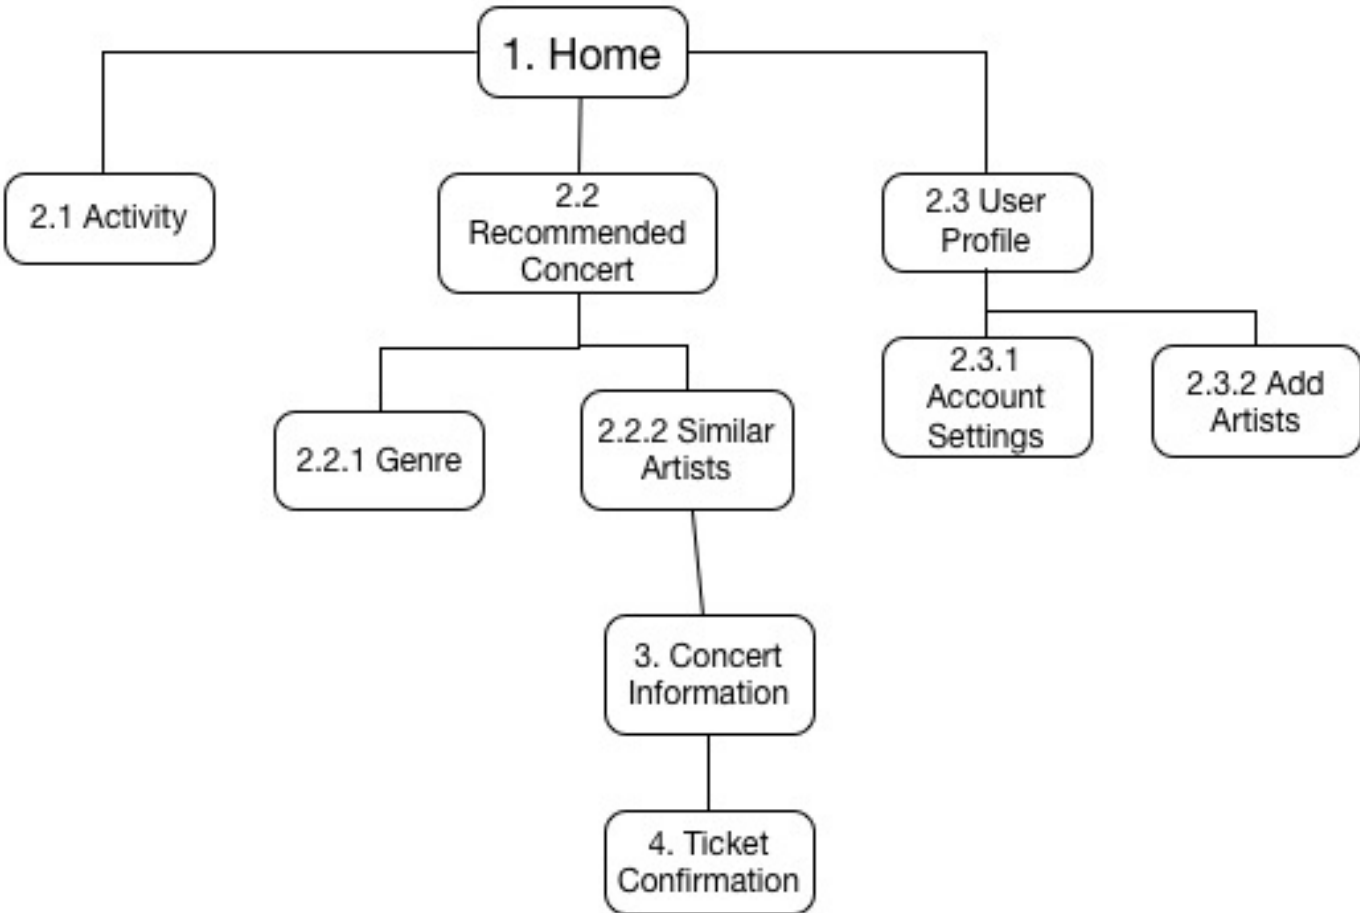 1. Home
2.1 Activity
2.2
Recommended
Concert
2.3 User
Profile
2.2.1 Genre
2.2.2 Similar
Artists
2.3.1
Account
Settings
2.3.2 Add
Artists
3. Concert
Information
4. Ticket
Confirmation